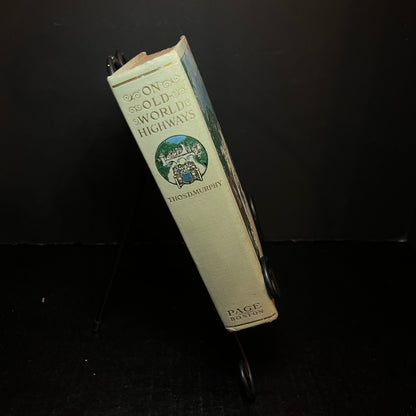 ON
OLD
WORLD
HIGHWAYS
THOS.D.MURPHY
PAGE
BOSTON